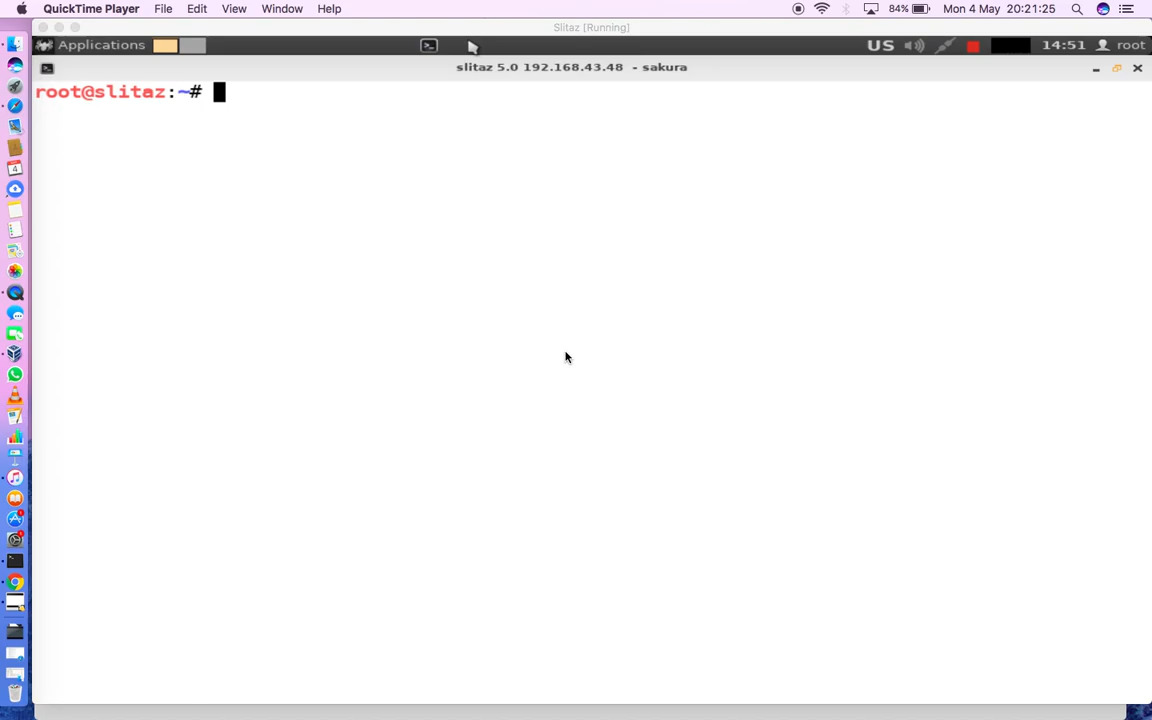 QuickTime Player File Edit View Window Help 84% Mon 4 May 20:21:25
Slitaz [Running]
Applications US 14:51 root
slitaz 5.0 192.168.43.48 - sakura
root@slitaz:~#